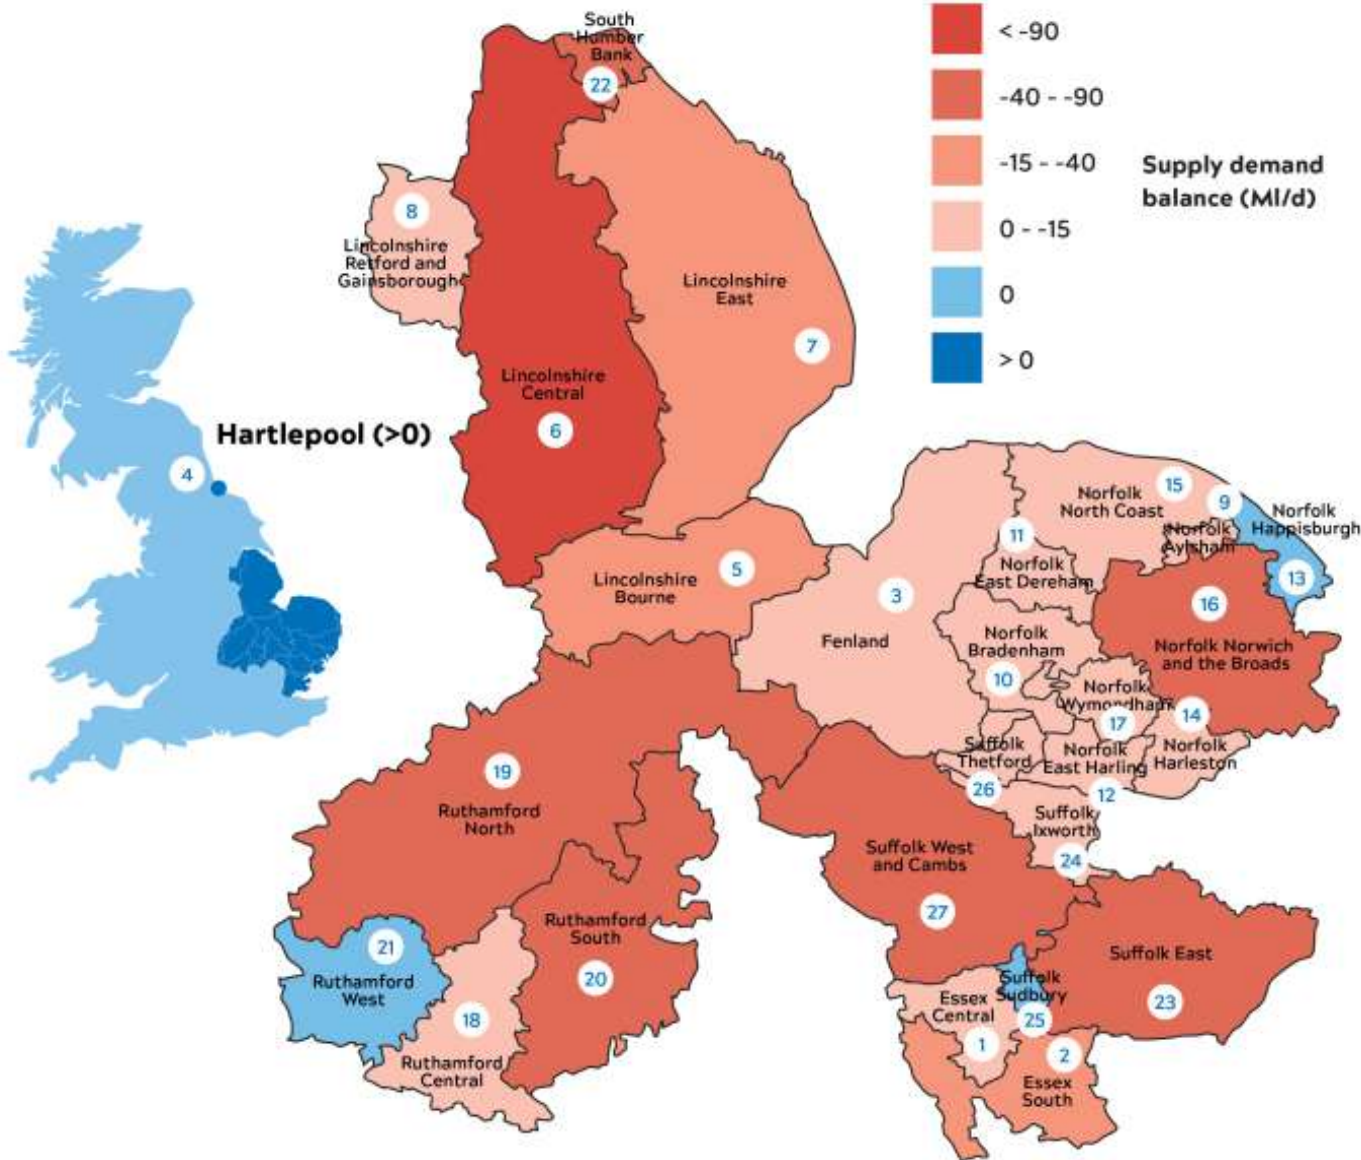 South
Humber
Bank
22
< -90
-40 - -90
-15 - -40
0 - -15
0
> 0
Supply demand
balance (Ml/d)
8
Lincolnshire
Retford and
Gainsborough
Lincolnshire
East
7
Lincolnshire
Central
6
Hartlepool (>0)
4
15
Norfolk
North Coast
9
Norfolk
Happisburgh
Norfolk
Aylsham
11
Norfolk
East Dereham
13
5
Lincolnshire
Bourne
3
Fenland
16
Norfolk Norwich
and the Broads
Norfolk
Bradenham
10
Norfolk
Wymondham
17
14
Norfolk
Harleston
Suffolk
Thetford
26
Norfolk
East Harling
12
Suffolk
Ixworth
24
19
Ruthamford
North
Suffolk West
and Cambs
27
Ruthamford
South
20
21
Ruthamford
West
18
Ruthamford
Central
Suffolk East
23
Suffolk
Sudbury
25
Essex
Central
1
2
Essex
South